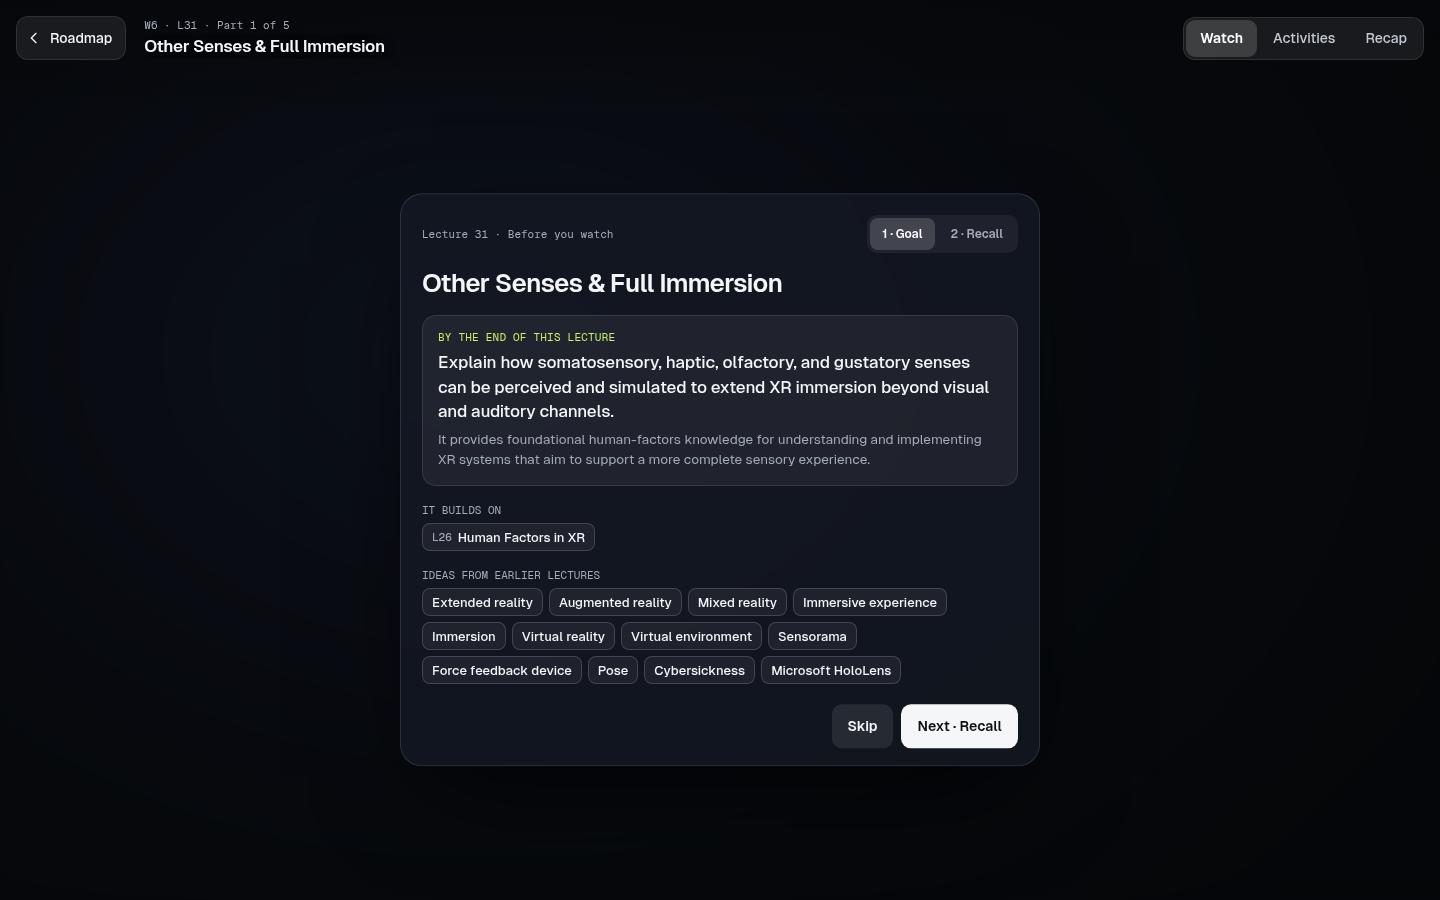 Roadmap
W6 · L31 · Part 1 of 5
Other Senses & Full Immersion
Watch
Activities
Recap
Lecture 31 · Before you watch
1 · Goal
2 · Recall
Other Senses & Full Immersion
BY THE END OF THIS LECTURE
Explain how somatosensory, haptic, olfactory, and gustatory senses
can be perceived and simulated to extend XR immersion beyond visual
and auditory channels.
It provides foundational human-factors knowledge for understanding and implementing
XR systems that aim to support a more complete sensory experience.
IT BUILDS ON
L26 Human Factors in XR
IDEAS FROM EARLIER LECTURES
Extended reality
Augmented reality
Mixed reality
Immersive experience
Immersion
Virtual reality
Virtual environment
Sensorama
Force feedback device
Pose
Cybersickness
Microsoft HoloLens
Skip
Next · Recall